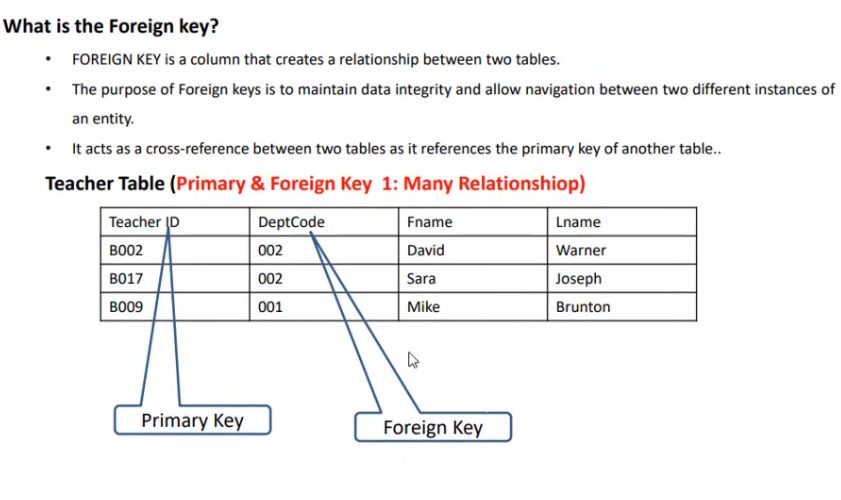 What is the Foreign key?
• FOREIGN KEY is a column that creates a relationship between two tables.
• The purpose of Foreign keys is to maintain data integrity and allow navigation between two different instances of
an entity.
• It acts as a cross-reference between two tables as it references the primary key of another table..
Teacher Table (Primary & Foreign Key 1: Many Relationshiop)
Teacher ID DeptCode Fname Lname
B002 002 David Warner
B017 002 Sara Joseph
B009 001 Mike Brunton
Primary Key
Foreign Key